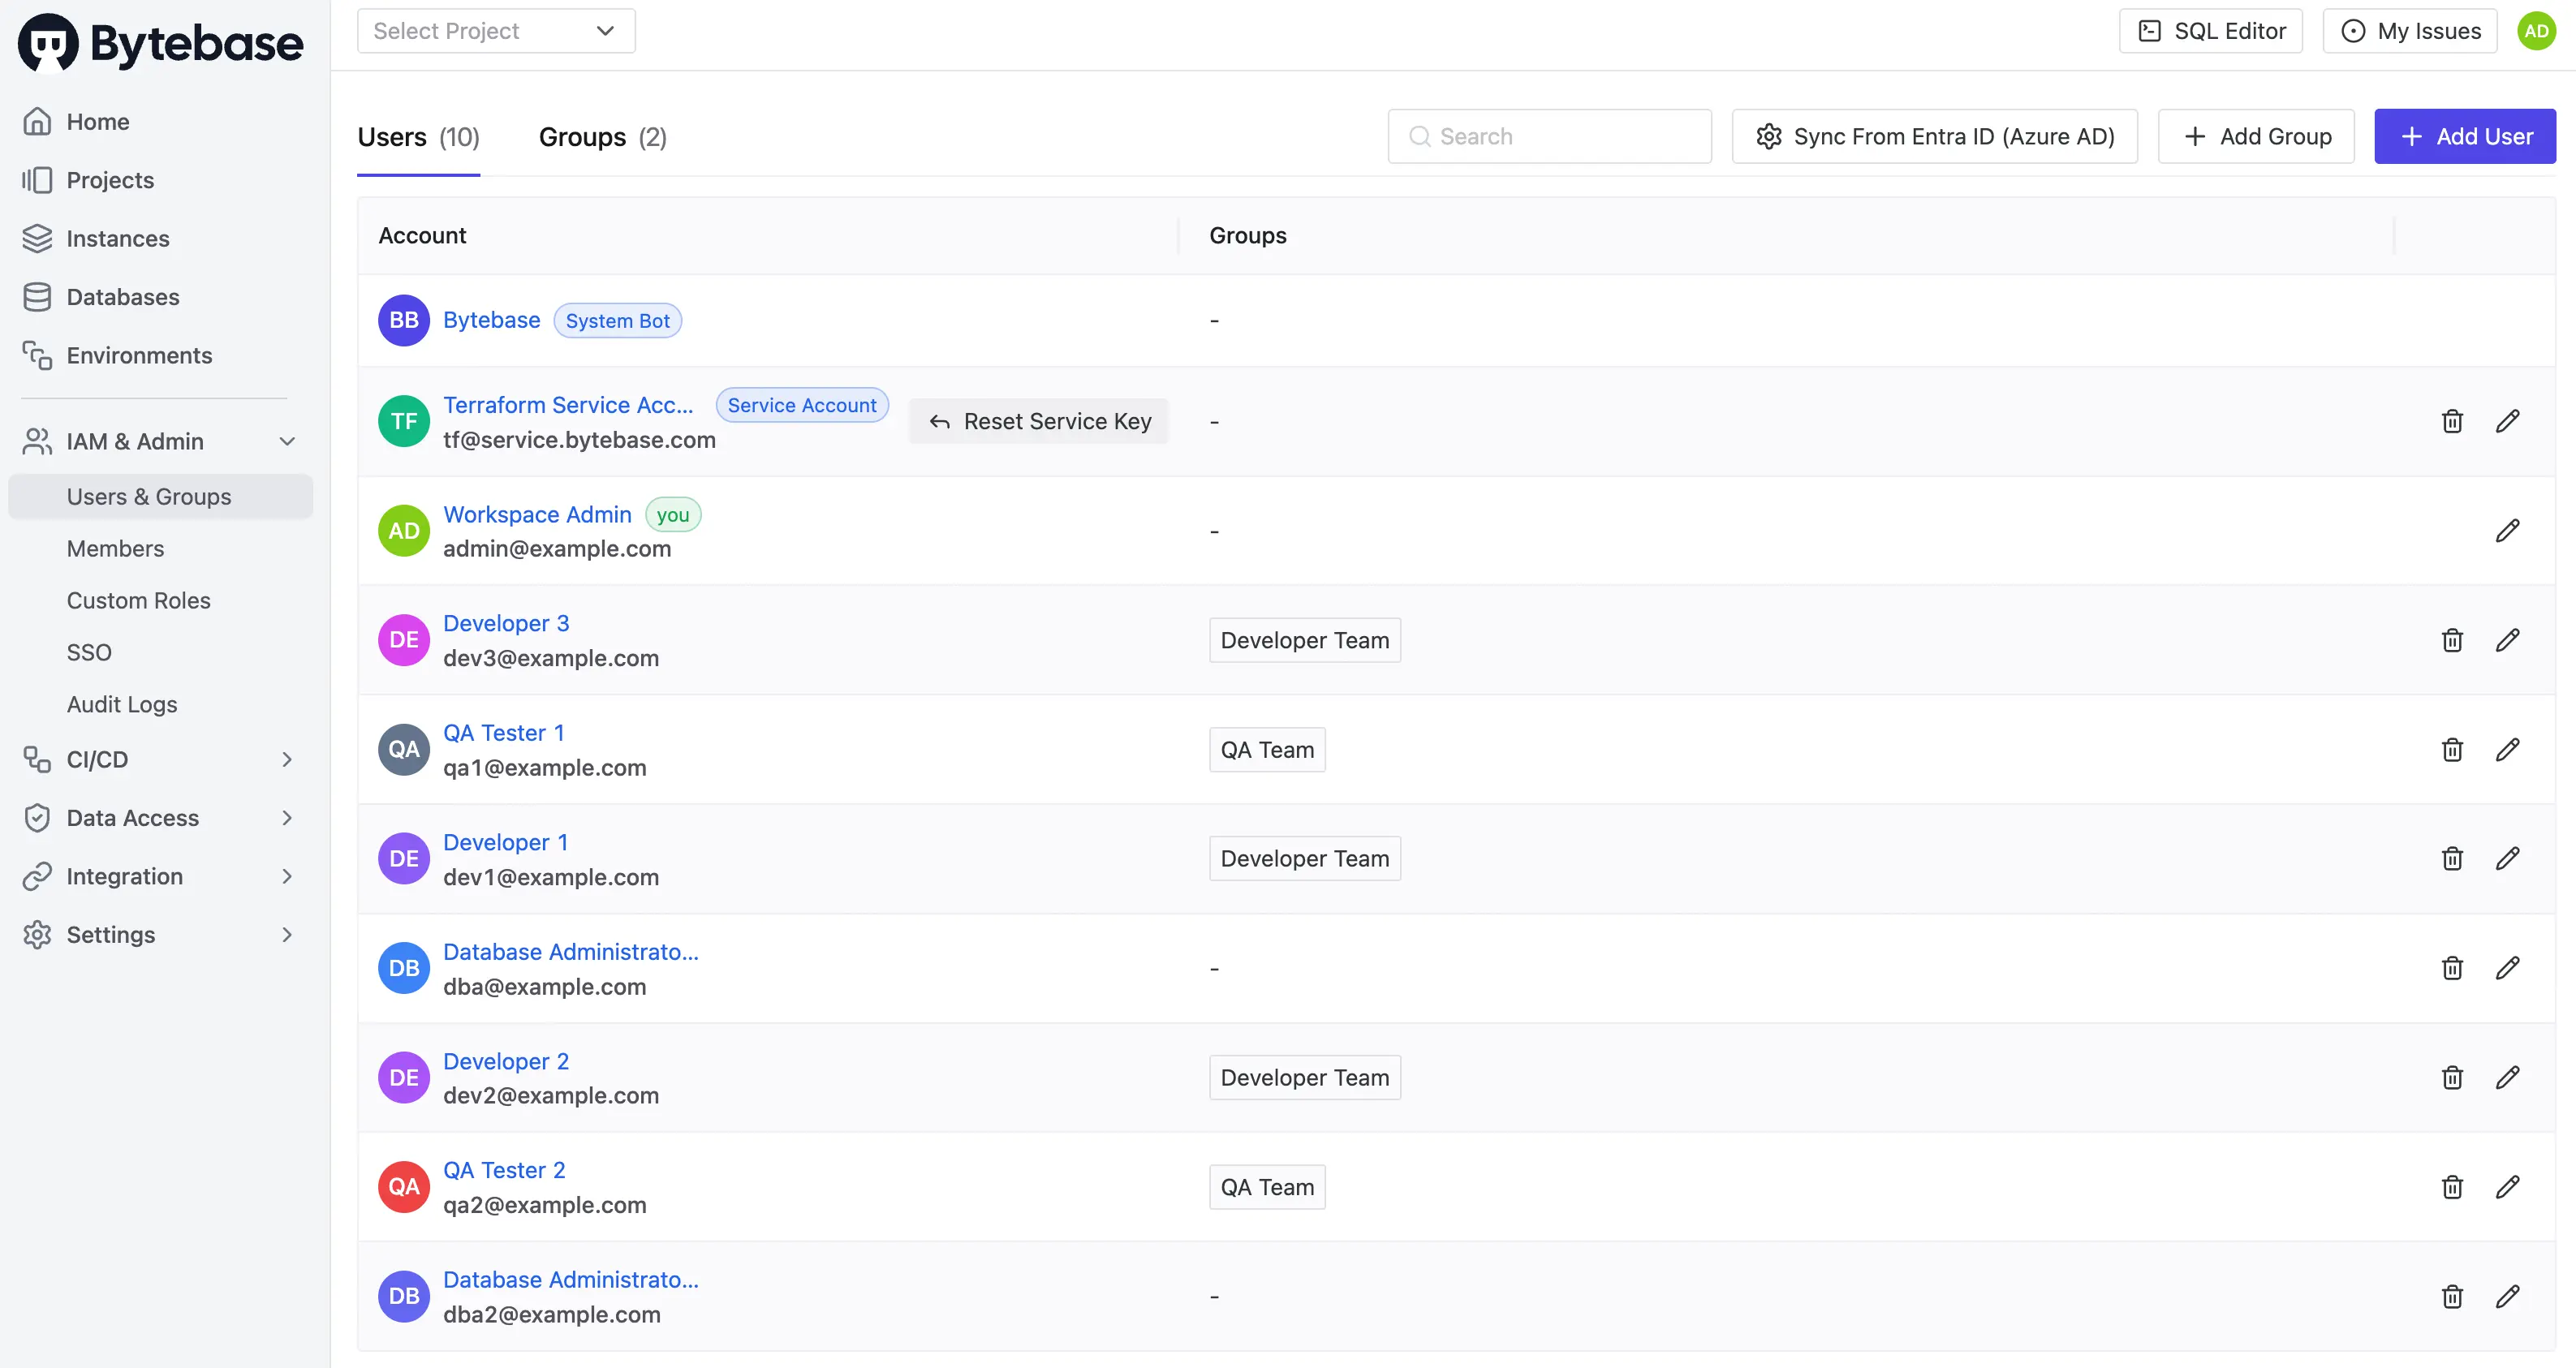 Bytebase
Select Project
SQL Editor
My Issues
AD
Home
Projects
Instances
Databases
Environments
IAM & Admin
Users & Groups
Members
Custom Roles
SSO
Audit Logs
CI/CD
Data Access
Integration
Settings
Users (10)
Groups (2)
Search
Sync From Entra ID (Azure AD)
+ Add Group
+ Add User
Account
Groups
BB
Bytebase
System Bot
-
TF
Terraform Service Acc...
Service Account
tf@service.bytebase.com
Reset Service Key
-
AD
Workspace Admin
you
admin@example.com
-
DE
Developer 3
dev3@example.com
Developer Team
QA
QA Tester 1
qa1@example.com
QA Team
DE
Developer 1
dev1@example.com
Developer Team
DB
Database Administrato...
dba@example.com
-
DE
Developer 2
dev2@example.com
Developer Team
QA
QA Tester 2
qa2@example.com
QA Team
DB
Database Administrato...
dba2@example.com
-